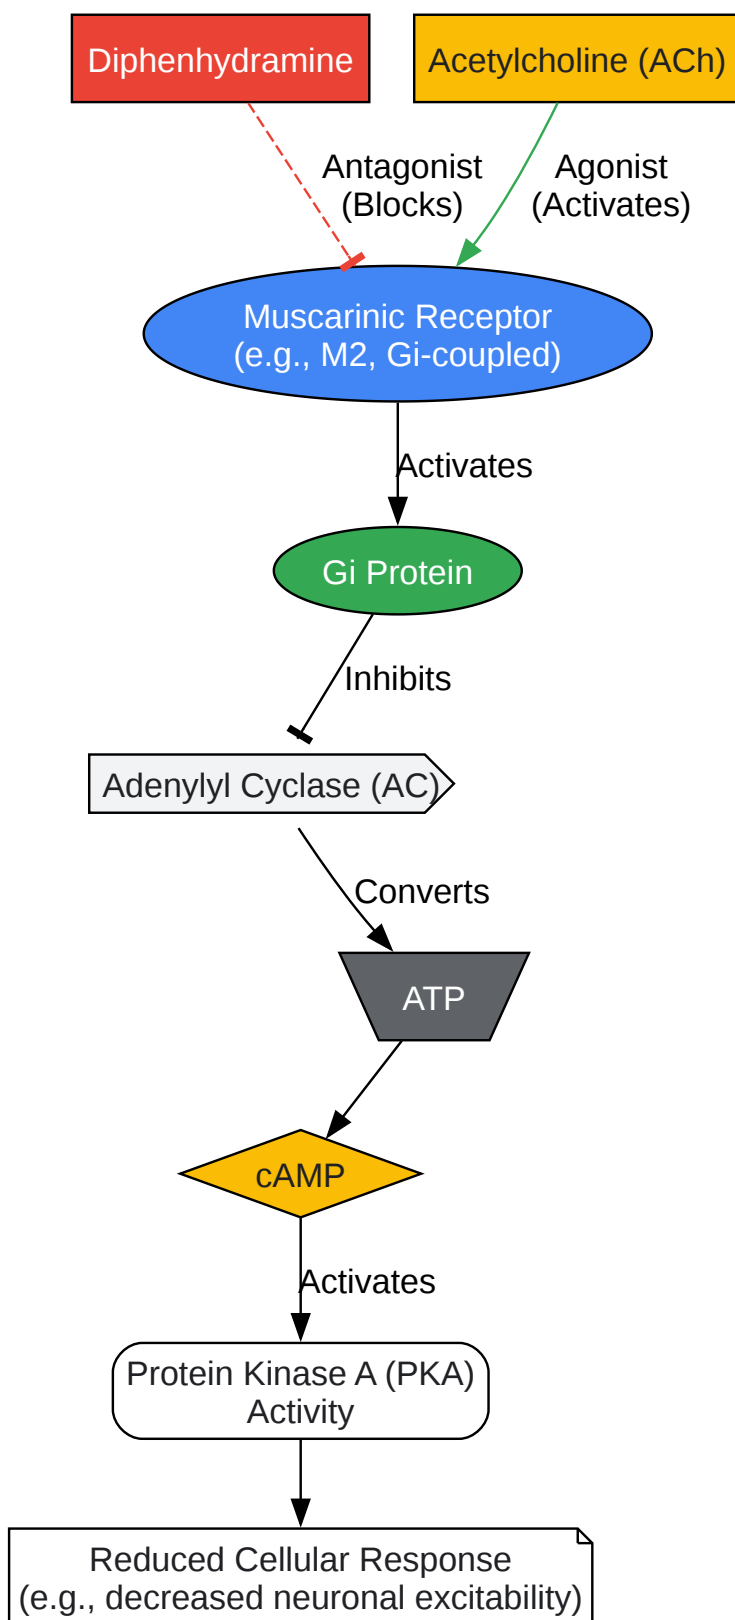 Diphenhydramine
Acetylcholine (ACh)
Antagonist
(Blocks)
Agonist
(Activates)
Muscarinic Receptor
(e.g., M2, Gi-coupled)
Activates
Gi Protein
Inhibits
Adenylyl Cyclase (AC)
Converts
ATP
cAMP
Activates
Protein Kinase A (PKA)
Activity
Reduced Cellular Response
(e.g., decreased neuronal excitability)